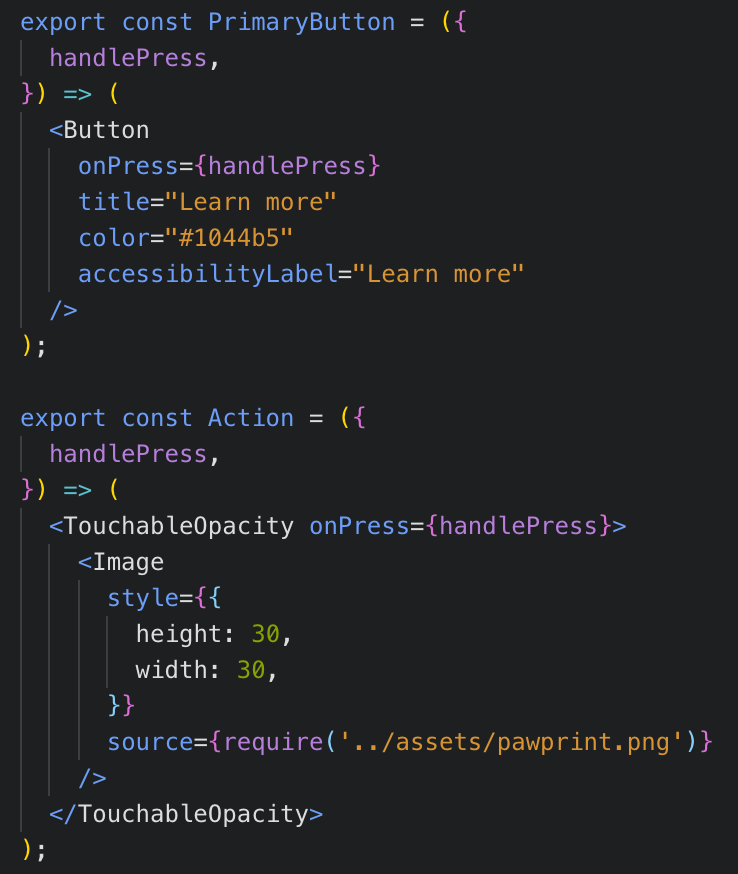 export const PrimaryButton = ({
  handlePress,
}) => (
  <Button
    onPress={handlePress}
    title="Learn more"
    color="#1044b5"
    accessibilityLabel="Learn more"
  />
);

export const Action = ({
  handlePress,
}) => (
  <TouchableOpacity onPress={handlePress}>
    <Image
      style={{
        height: 30,
        width: 30,
      }}
      source={require('../assets/pawprint.png')}
    />
  </TouchableOpacity>
);